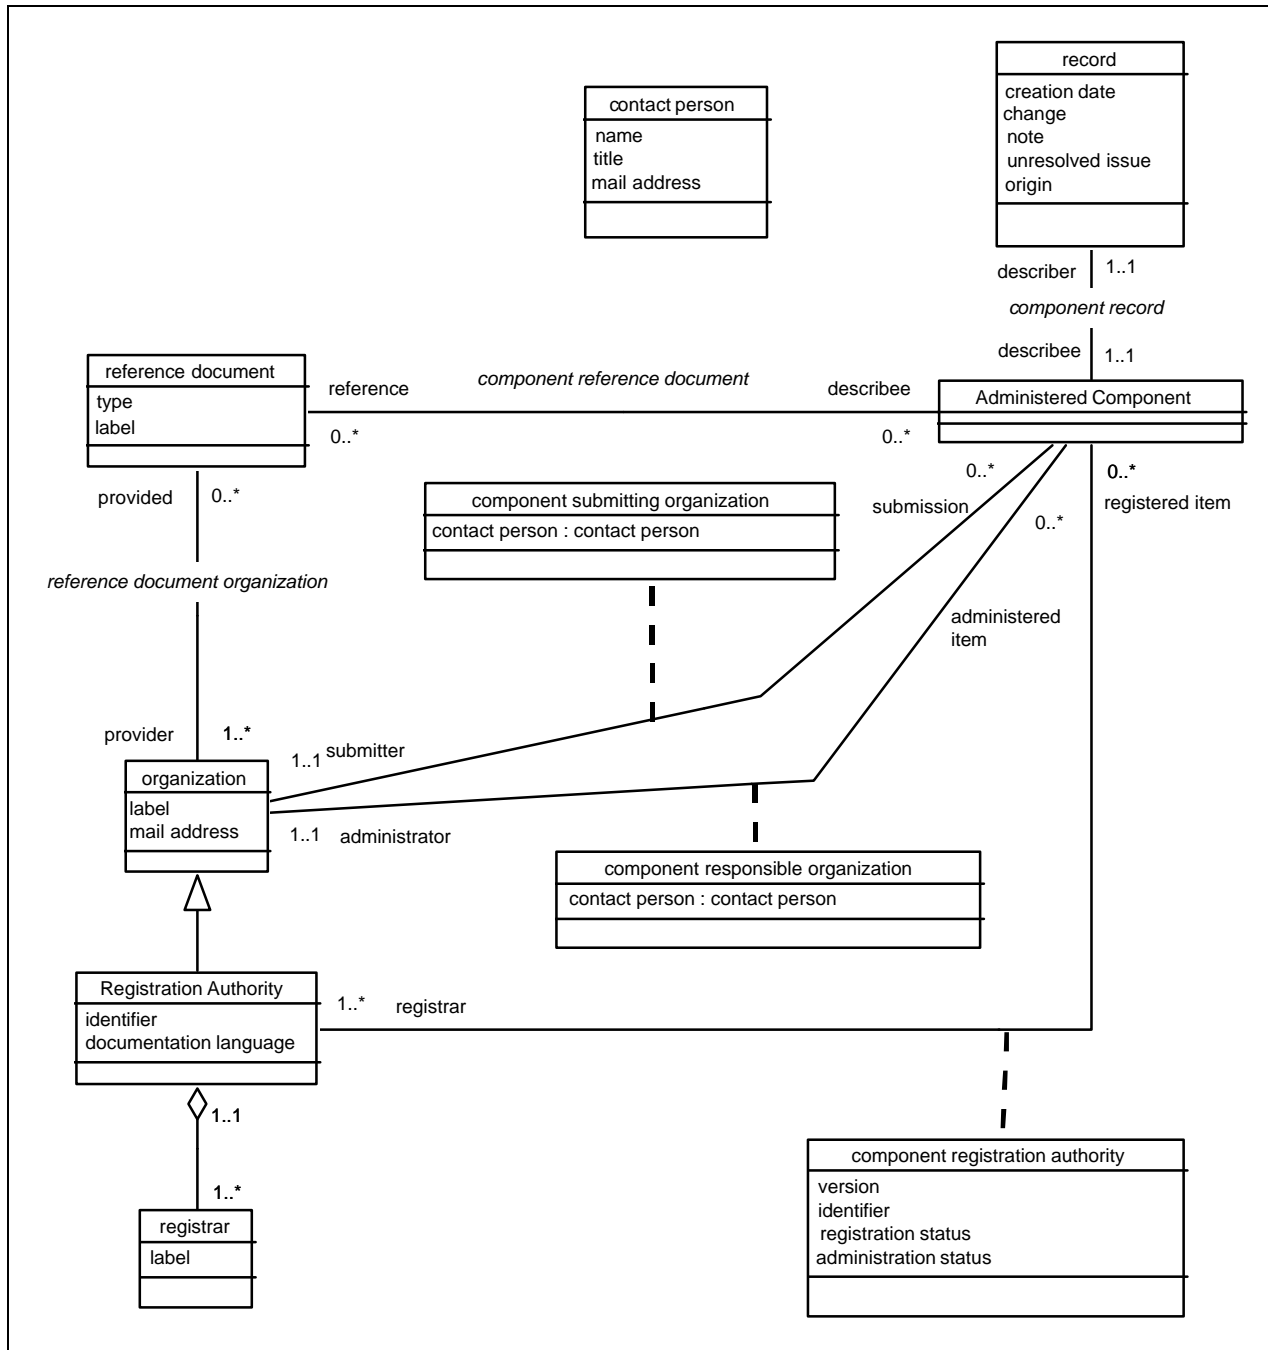 record
creation date
change
note
unresolved issue
origin
contact person
name
title
mail address
describer 1..1
component record
describee 1..1
reference document
type
label
reference
component reference document
describee
0..*
0..*
Administered Component
provided 0..*
component submitting organization
contact person : contact person
0..*
submission
0..*
0..*
registered item
reference document organization
administered
item
provider 1..*
1..1 submitter
organization
label
mail address
1..1 administrator
component responsible organization
contact person : contact person
Registration Authority
identifier
documentation language
1..* registrar
1..1
1..*
registrar
label
component registration authority
version
identifier
registration status
administration status